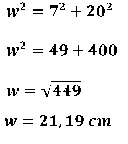 w² = 7² + 20²
w² = 49 + 400
w = √449
w = 21,19 cm